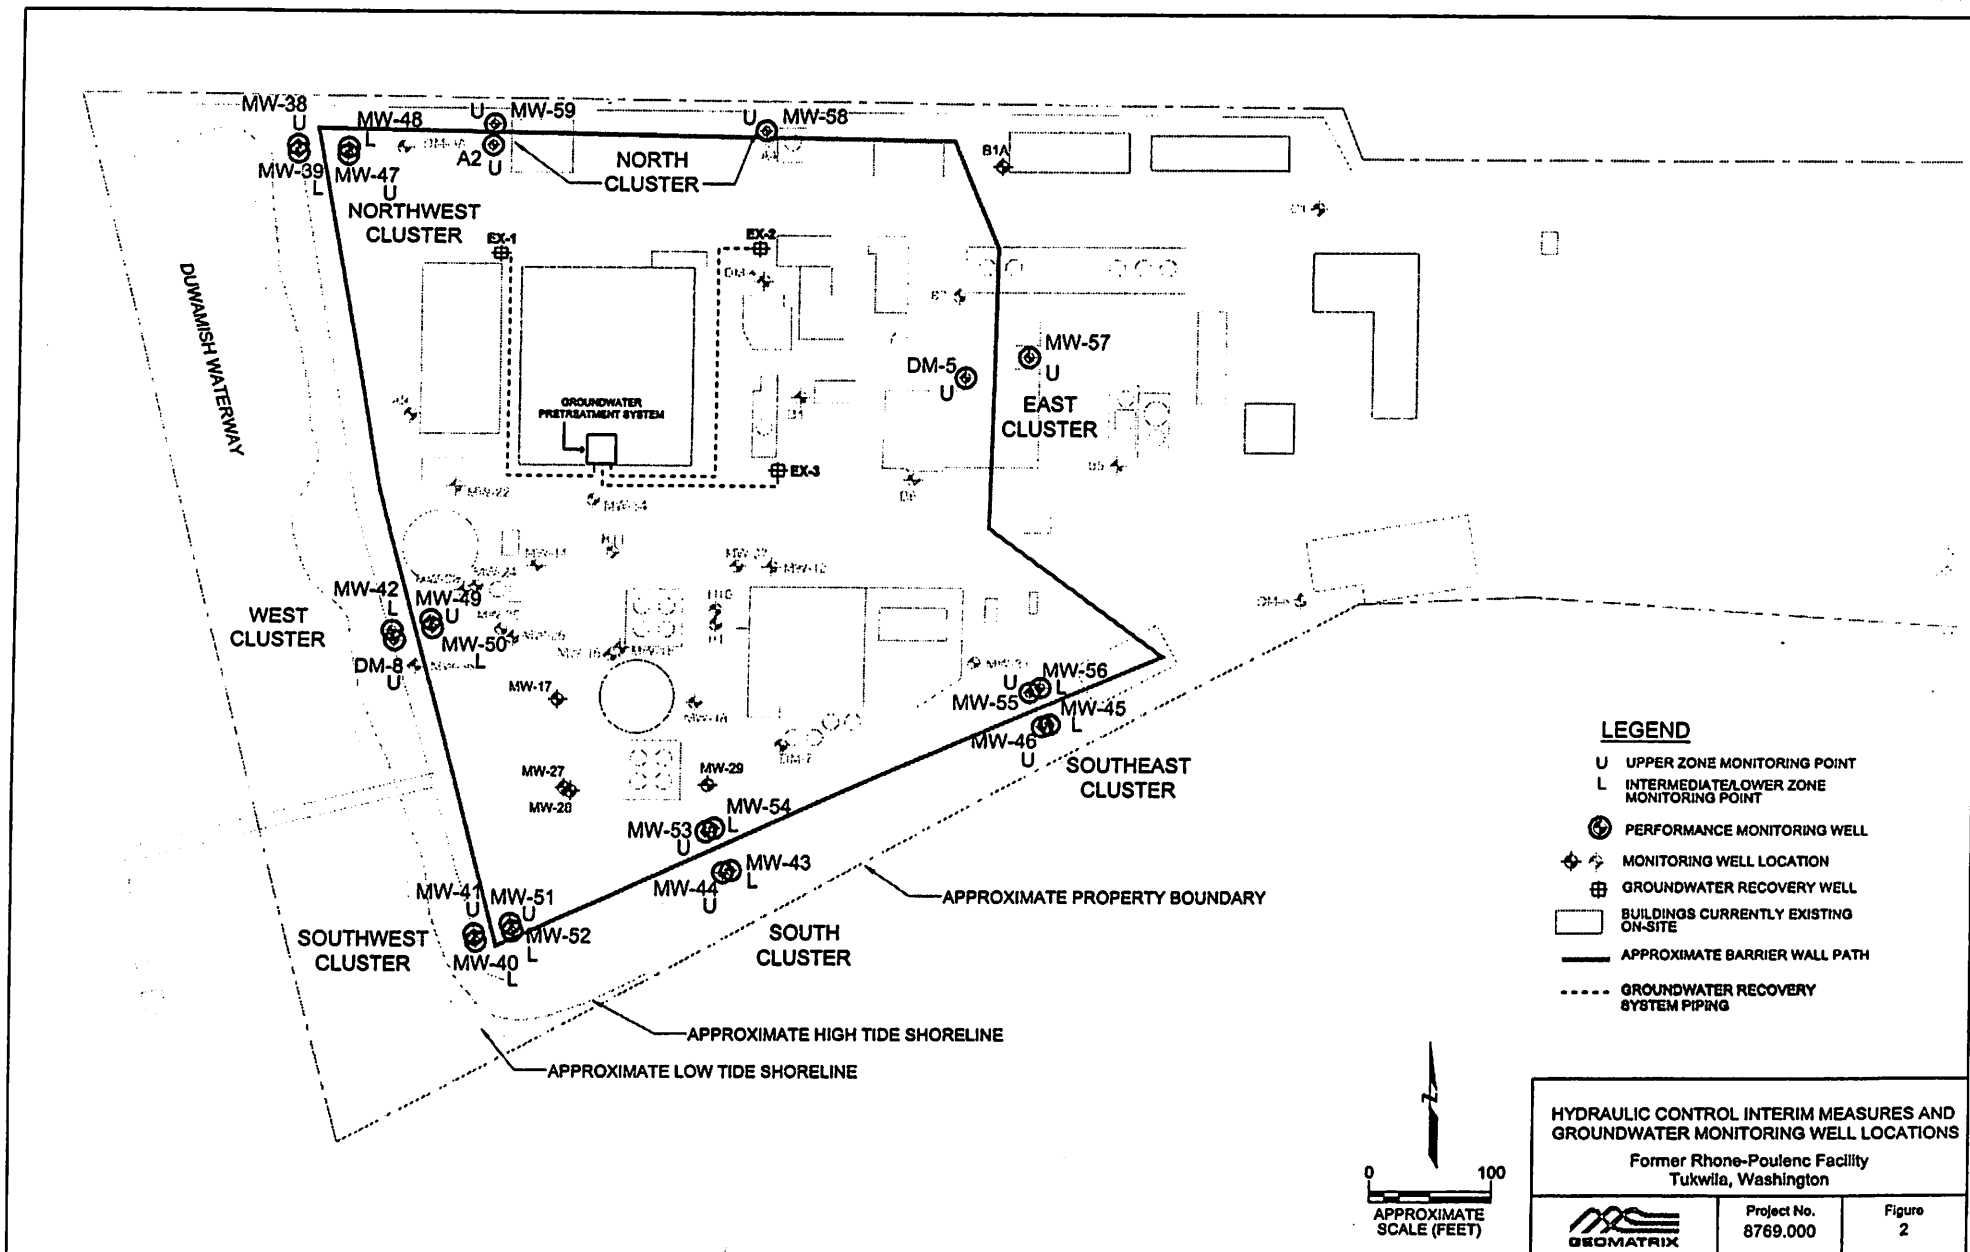 MW-38
U
MW-48
L
MW-39
L
MW-47
U
NORTHWEST
CLUSTER
U
MW-59
A2
U
NORTH
CLUSTER
U
MW-58
B1A
EX-1
EX-2
DUWAMISH WATERWAY
GROUNDWATER
PRETREATMENT SYSTEM
EX-3
MW-22
DM-5
U
MW-57
U
EAST
CLUSTER
B5
B6
MW-12
MW-42
L
MW-49
U
MW-50
L
WEST
CLUSTER
DM-8
U
MW-17
MW-27
MW-28
MW-29
DM-7
U
MW-56
L
MW-55
MW-45
L
MW-46
U
SOUTHEAST
CLUSTER
MW-54
L
MW-53
U
MW-43
L
MW-44
U
SOUTH
CLUSTER
MW-41
U
MW-51
U
MW-52
L
MW-40
L
SOUTHWEST
CLUSTER
APPROXIMATE PROPERTY BOUNDARY
APPROXIMATE HIGH TIDE SHORELINE
APPROXIMATE LOW TIDE SHORELINE
LEGEND
U UPPER ZONE MONITORING POINT
L INTERMEDIATE/LOWER ZONE
MONITORING POINT
PERFORMANCE MONITORING WELL
MONITORING WELL LOCATION
GROUNDWATER RECOVERY WELL
BUILDINGS CURRENTLY EXISTING
ON-SITE
APPROXIMATE BARRIER WALL PATH
GROUNDWATER RECOVERY
SYSTEM PIPING
Z
0 100
APPROXIMATE
SCALE (FEET)
HYDRAULIC CONTROL INTERIM MEASURES AND
GROUNDWATER MONITORING WELL LOCATIONS
Former Rhone-Poulenc Facility
Tukwila, Washington
GEOMATRIX
Project No.
8769.000
Figure
2